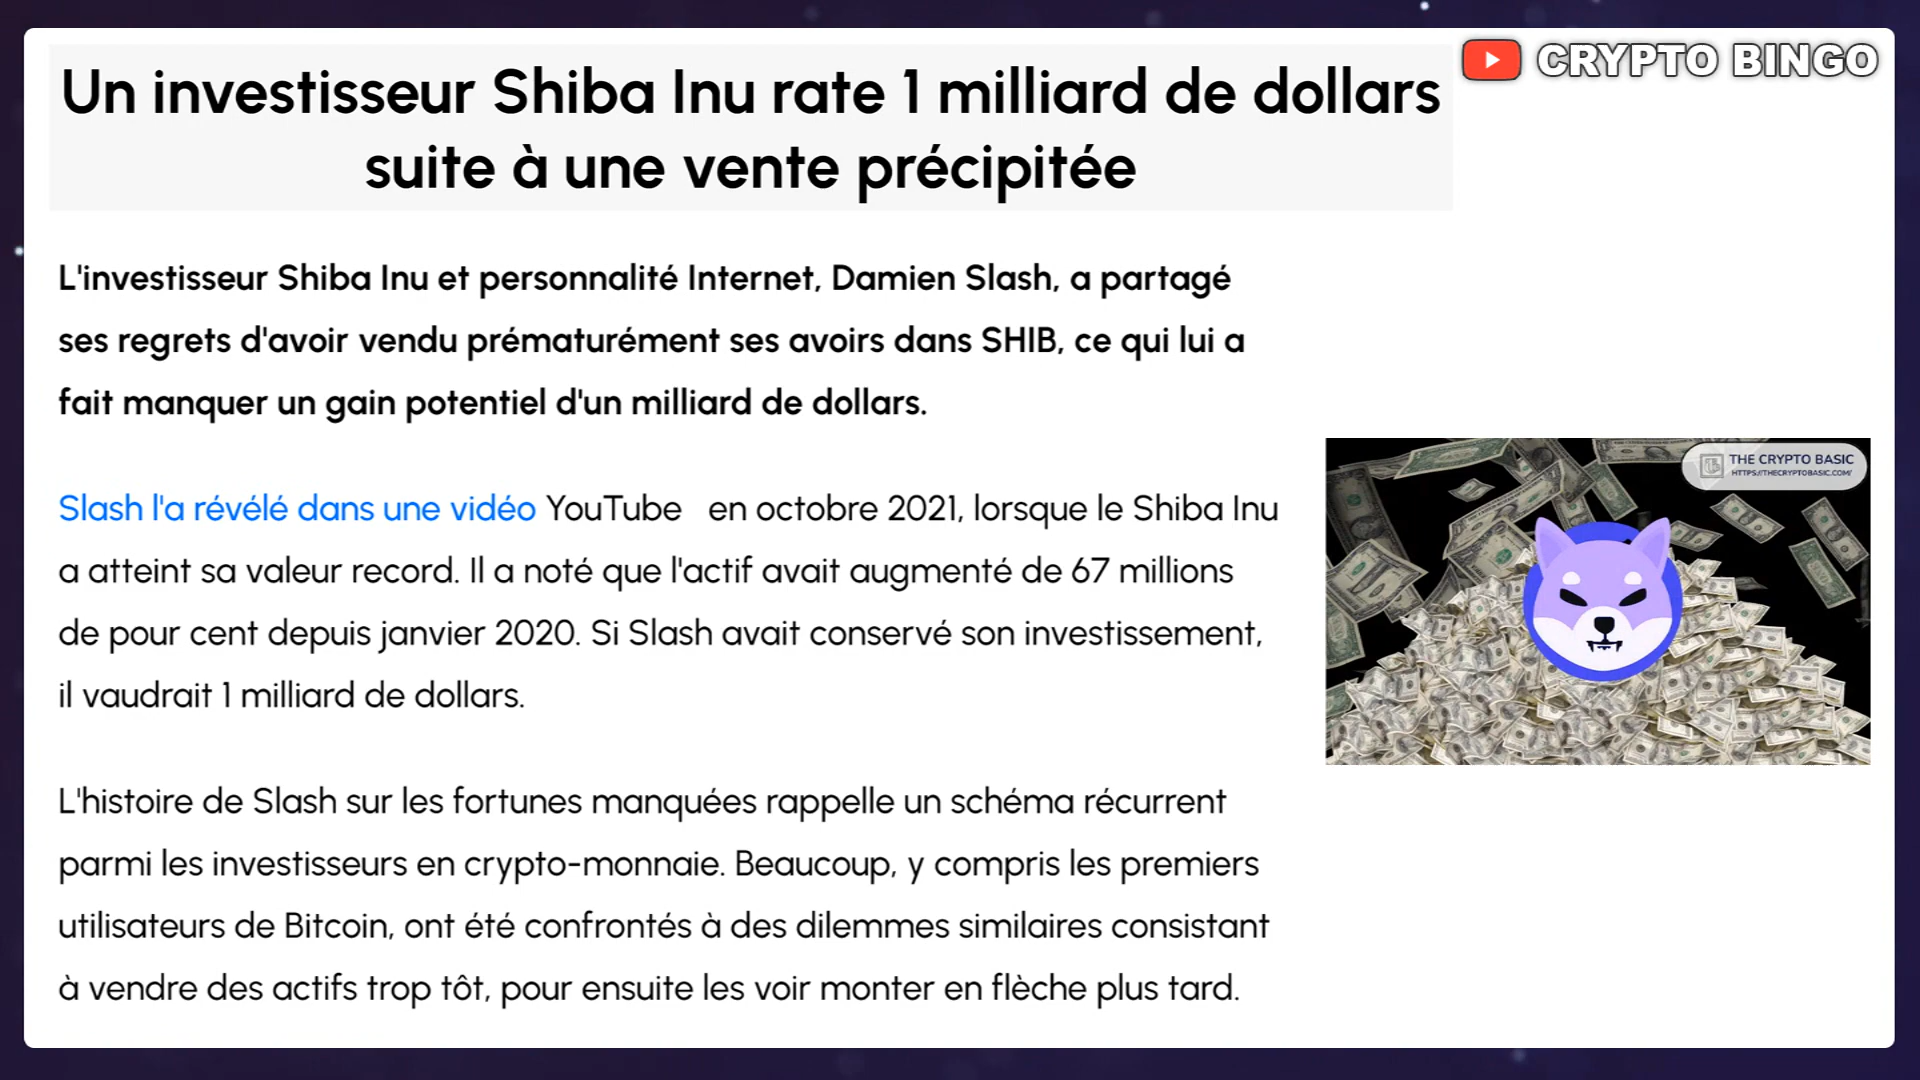 CRYPTO BINGO
Un investisseur Shiba Inu rate 1 milliard de dollars
suite à une vente précipitée
L'investisseur Shiba Inu et personnalité Internet, Damien Slash, a partagé
ses regrets d'avoir vendu prématurément ses avoirs dans SHIB, ce qui lui a
fait manquer un gain potentiel d'un milliard de dollars.
Slash l'a révélé dans une vidéo YouTube en octobre 2021, lorsque le Shiba Inu
a atteint sa valeur record. Il a noté que l'actif avait augmenté de 67 millions
de pour cent depuis janvier 2020. Si Slash avait conservé son investissement,
il vaudrait 1 milliard de dollars.
THE CRYPTO BASIC
HTTPS://THECRYPTOBASIC.COM/
L'histoire de Slash sur les fortunes manquées rappelle un schéma récurrent
parmi les investisseurs en crypto-monnaie. Beaucoup, y compris les premiers
utilisateurs de Bitcoin, ont été confrontés à des dilemmes similaires consistant
à vendre des actifs trop tôt, pour ensuite les voir monter en flèche plus tard.